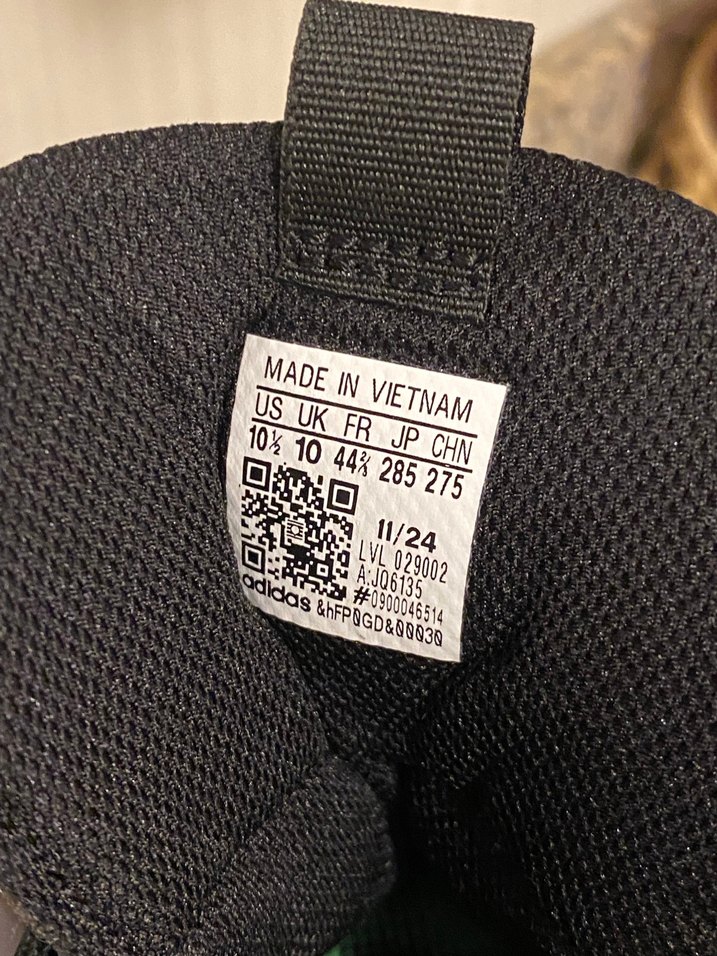 MADE IN VIETNAM
US UK FR JP CHN
10½ 10 44⅔ 285 275
11/24
LVL 029002
A:JQ6135
#0900046514
adidas &hFP0GD&00030